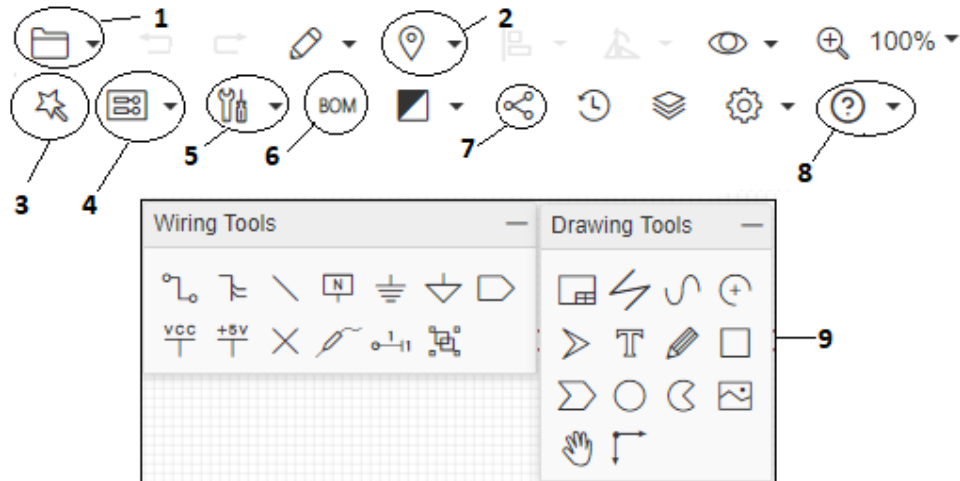 1 2
100%
BOM
5 6 7 8
3 4
Wiring Tools Drawing Tools
N
VCC +5V 1 T
9